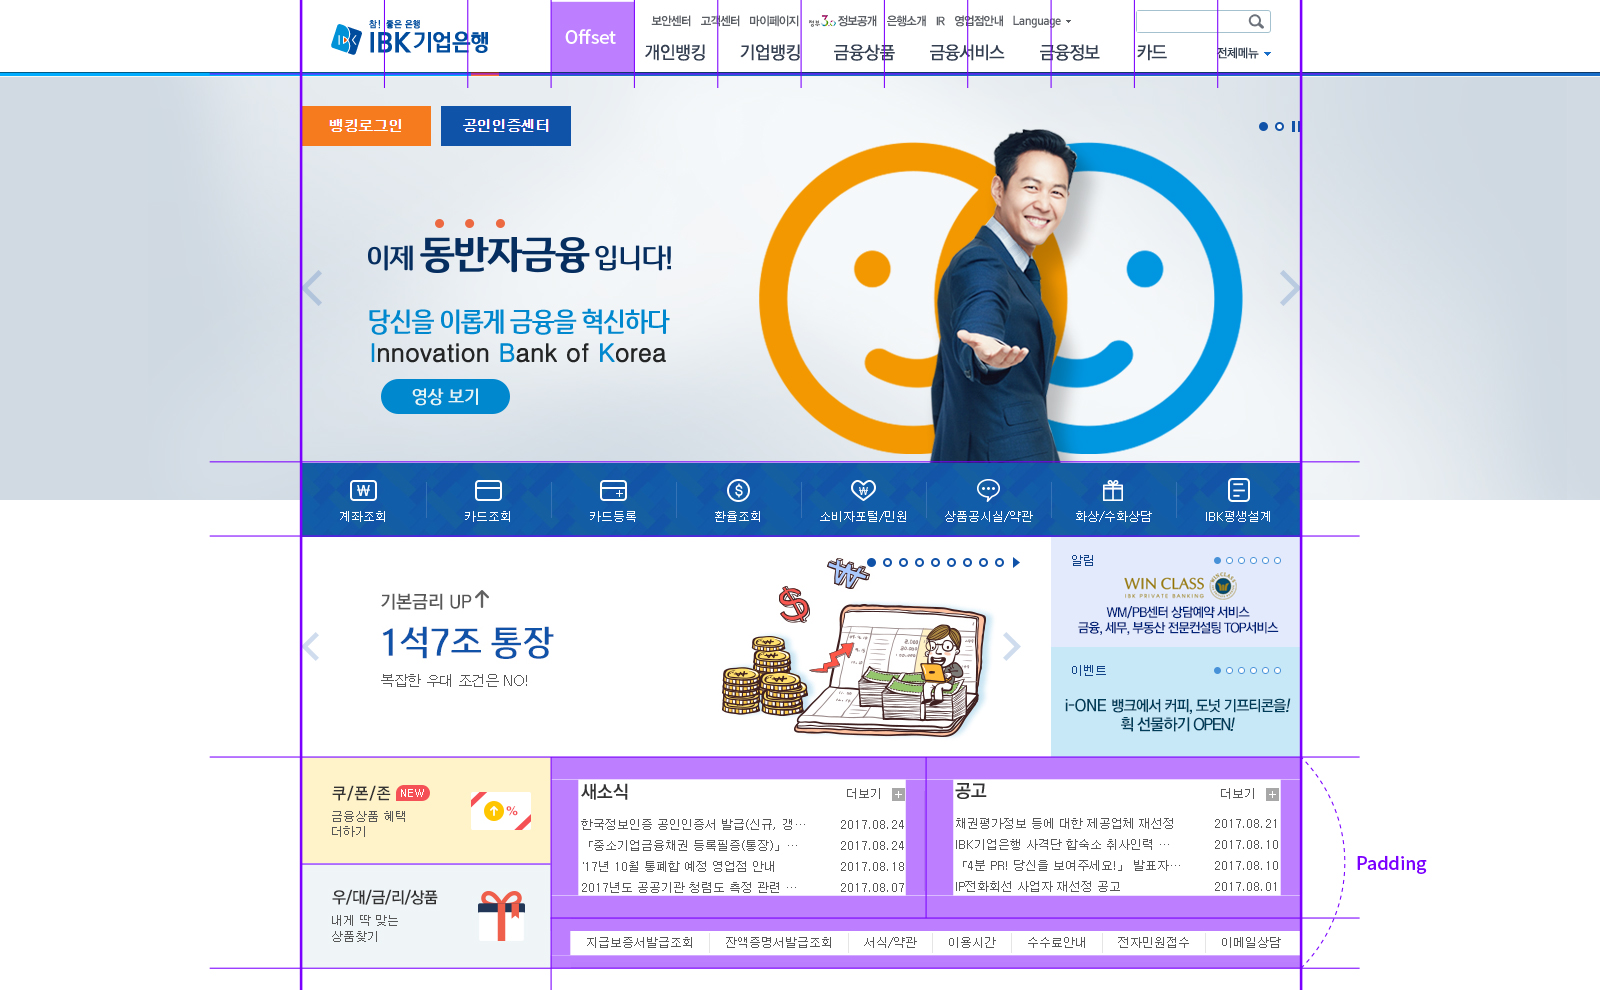 참! 좋은 은행
IBK기업은행
Offset
보안센터 고객센터 마이페이지 정부3.0 정보공개 은행소개 IR 영업점안내 Language
개인뱅킹 기업뱅킹 금융상품 금융서비스 금융정보 카드 전체메뉴
뱅킹로그인 공인인증센터
이제 동반자금융 입니다!
당신을 이롭게 금융을 혁신하다
Innovation Bank of Korea
영상 보기
계좌조회 카드조회 카드등록 환율조회 소비자포털/민원 상품공시실/약관 화상/수화상담 IBK평생설계
기본금리 UP↑
1석7조 통장
복잡한 우대 조건은 NO!
알림
WIN CLASS
IBK PRIVATE BANKING
WM/PB센터 상담예약 서비스
금융, 세무, 부동산 전문컨설팅 TOP서비스
이벤트
i-ONE 뱅크에서 커피, 도넛 기프티콘을!
휙 선물하기 OPEN!
쿠/폰/존 NEW
금융상품 혜택
더하기
%
우/대/금/리/상품
내게 딱 맞는
상품찾기
새소식 더보기
한국정보인증 공인인증서 발급(신규, 갱… 2017.08.24
「중소기업금융채권 등록필증(통장)」… 2017.08.24
'17년 10월 통폐합 예정 영업점 안내 2017.08.18
2017년도 공공기관 청렴도 측정 관련 … 2017.08.07
공고 더보기
채권평가정보 등에 대한 제공업체 재선정 2017.08.21
IBK기업은행 사격단 합숙소 취사인력 … 2017.08.10
「4분 PR! 당신을 보여주세요!」 발표자… 2017.08.10
IP전화회선 사업자 재선정 공고 2017.08.01
Padding
지급보증서발급조회 잔액증명서발급조회 서식/약관 이용시간 수수료안내 전자민원접수 이메일상담